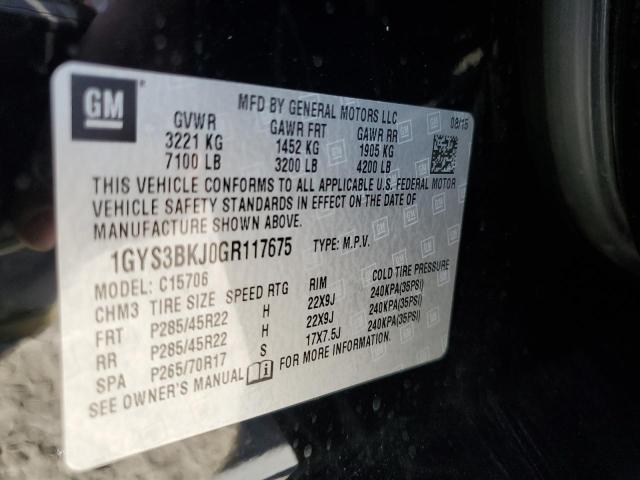 GM
MFD BY GENERAL MOTORS LLC
08/15
GVWR GAWR FRT GAWR RR
3221 KG 1452 KG 1905 KG
7100 LB 3200 LB 4200 LB
THIS VEHICLE CONFORMS TO ALL APPLICABLE U.S. FEDERAL MOTOR
VEHICLE SAFETY STANDARDS IN EFFECT ON THE DATE OF
MANUFACTURE SHOWN ABOVE.
1GYS3BKJ0GR117675 TYPE: M.P.V.
MODEL: C15706
CHM3 TIRE SIZE SPEED RTG RIM COLD TIRE PRESSURE
FRT P285/45R22 H 22X9J 240KPA(35PSI)
RR P285/45R22 H 22X9J 240KPA(35PSI)
SPA P265/70R17 S 17X7.5J 240KPA(35PSI)
SEE OWNER'S MANUAL FOR MORE INFORMATION.